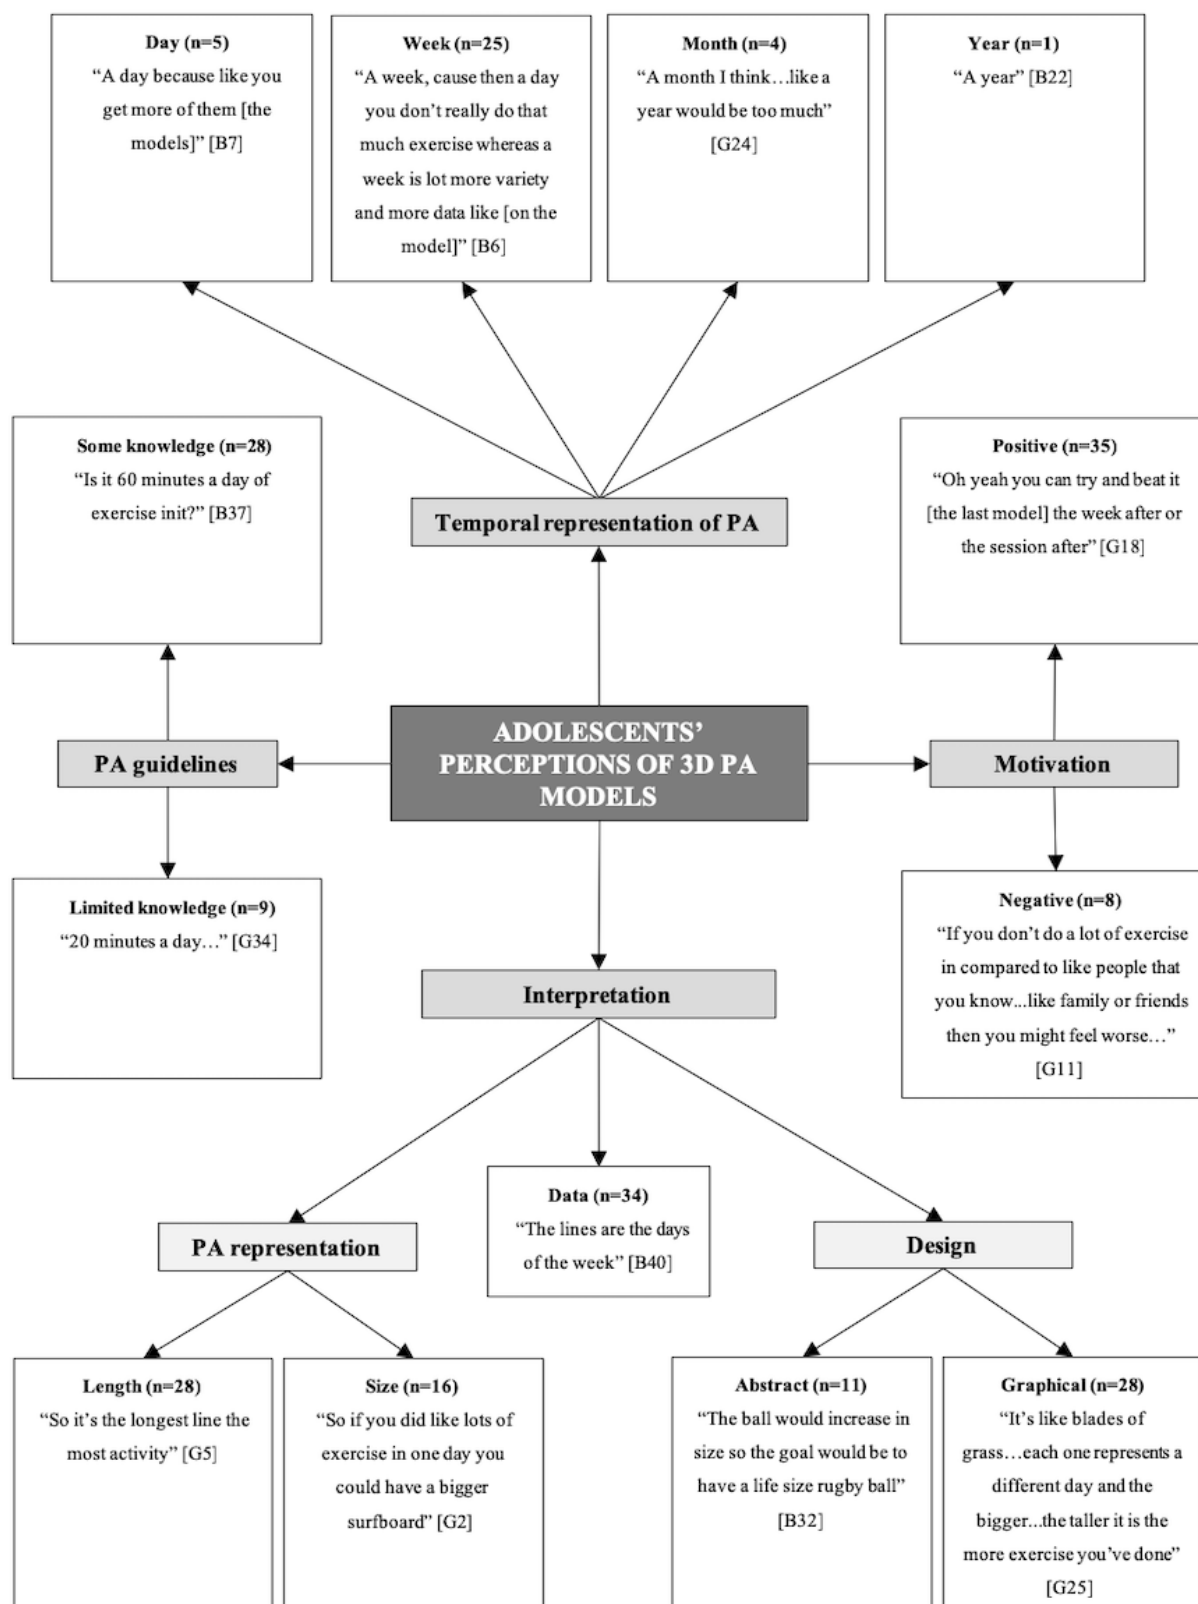 Day (n=5)
“A day because like you
get more of them [the
models]” [B7]
Week (n=25)
“A week, cause then a day
you don’t really do that
much exercise whereas a
week is lot more variety
and more data like [on the
model]” [B6]
Month (n=4)
“A month I think…like a
year would be too much”
[G24]
Year (n=1)
“A year” [B22]
Some knowledge (n=28)
“Is it 60 minutes a day of
exercise init?” [B37]
Temporal representation of PA
Positive (n=35)
“Oh yeah you can try and beat it
[the last model] the week after or
the session after” [G18]
PA guidelines
ADOLESCENTS’
PERCEPTIONS OF 3D PA
MODELS
Motivation
Limited knowledge (n=9)
“20 minutes a day…” [G34]
Negative (n=8)
“If you don’t do a lot of exercise
in compared to like people that
you know...like family or friends
then you might feel worse…”
[G11]
Interpretation
PA representation
Data (n=34)
“The lines are the days
of the week” [B40]
Design
Length (n=28)
“So it’s the longest line the
most activity” [G5]
Size (n=16)
“So if you did like lots of
exercise in one day you
could have a bigger
surfboard” [G2]
Abstract (n=11)
“The ball would increase in
size so the goal would be to
have a life size rugby ball”
[B32]
Graphical (n=28)
“It’s like blades of
grass…each one represents a
different day and the
bigger...the taller it is the
more exercise you’ve done”
[G25]